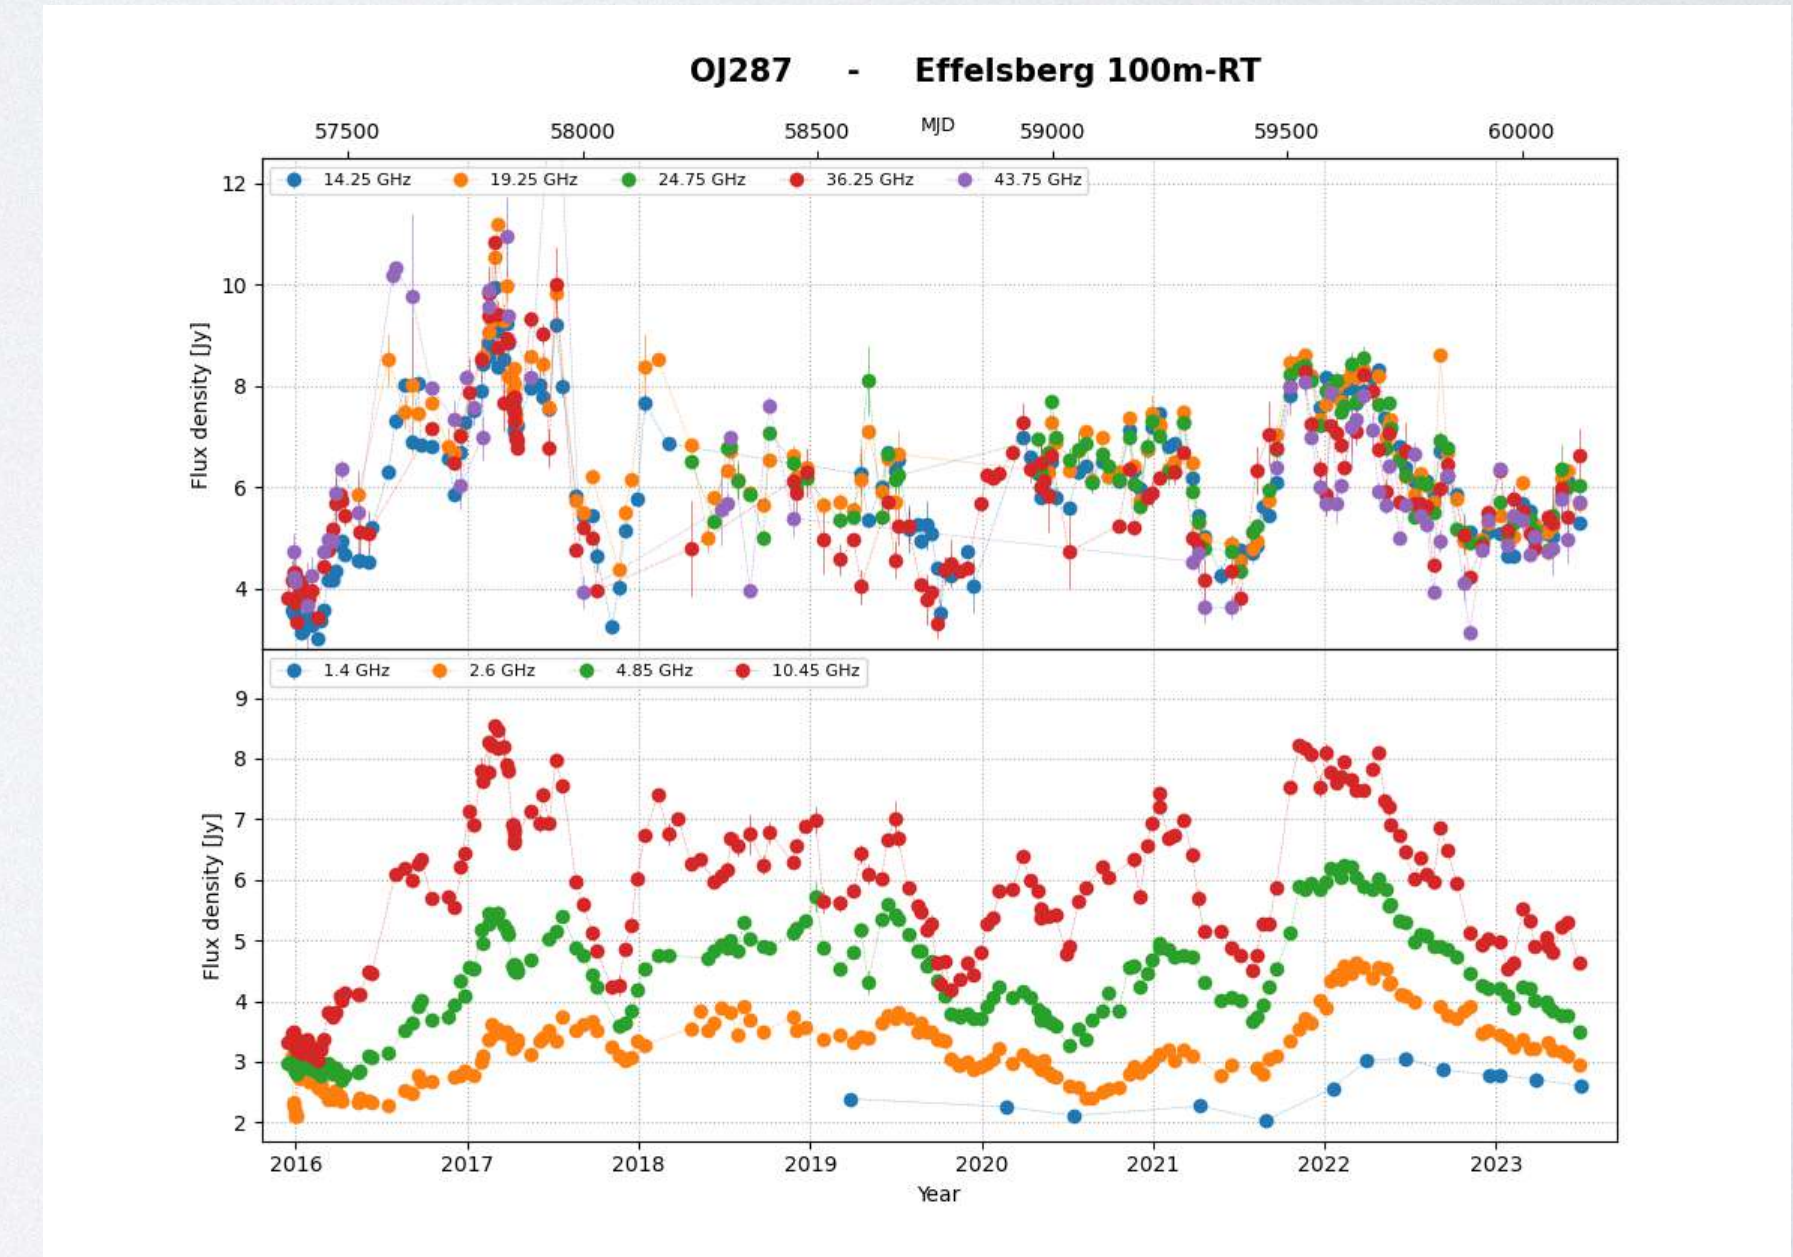 OJ287 - Effelsberg 100m-RT
57500 58000 58500 MJD 59000 59500 60000
14.25 GHz 19.25 GHz 24.75 GHz 36.25 GHz 43.75 GHz
12
10
8
6
4
Flux density [Jy]
1.4 GHz 2.6 GHz 4.85 GHz 10.45 GHz
9
8
7
6
5
4
3
2
Flux density [Jy]
2016 2017 2018 2019 2020 2021 2022 2023
Year